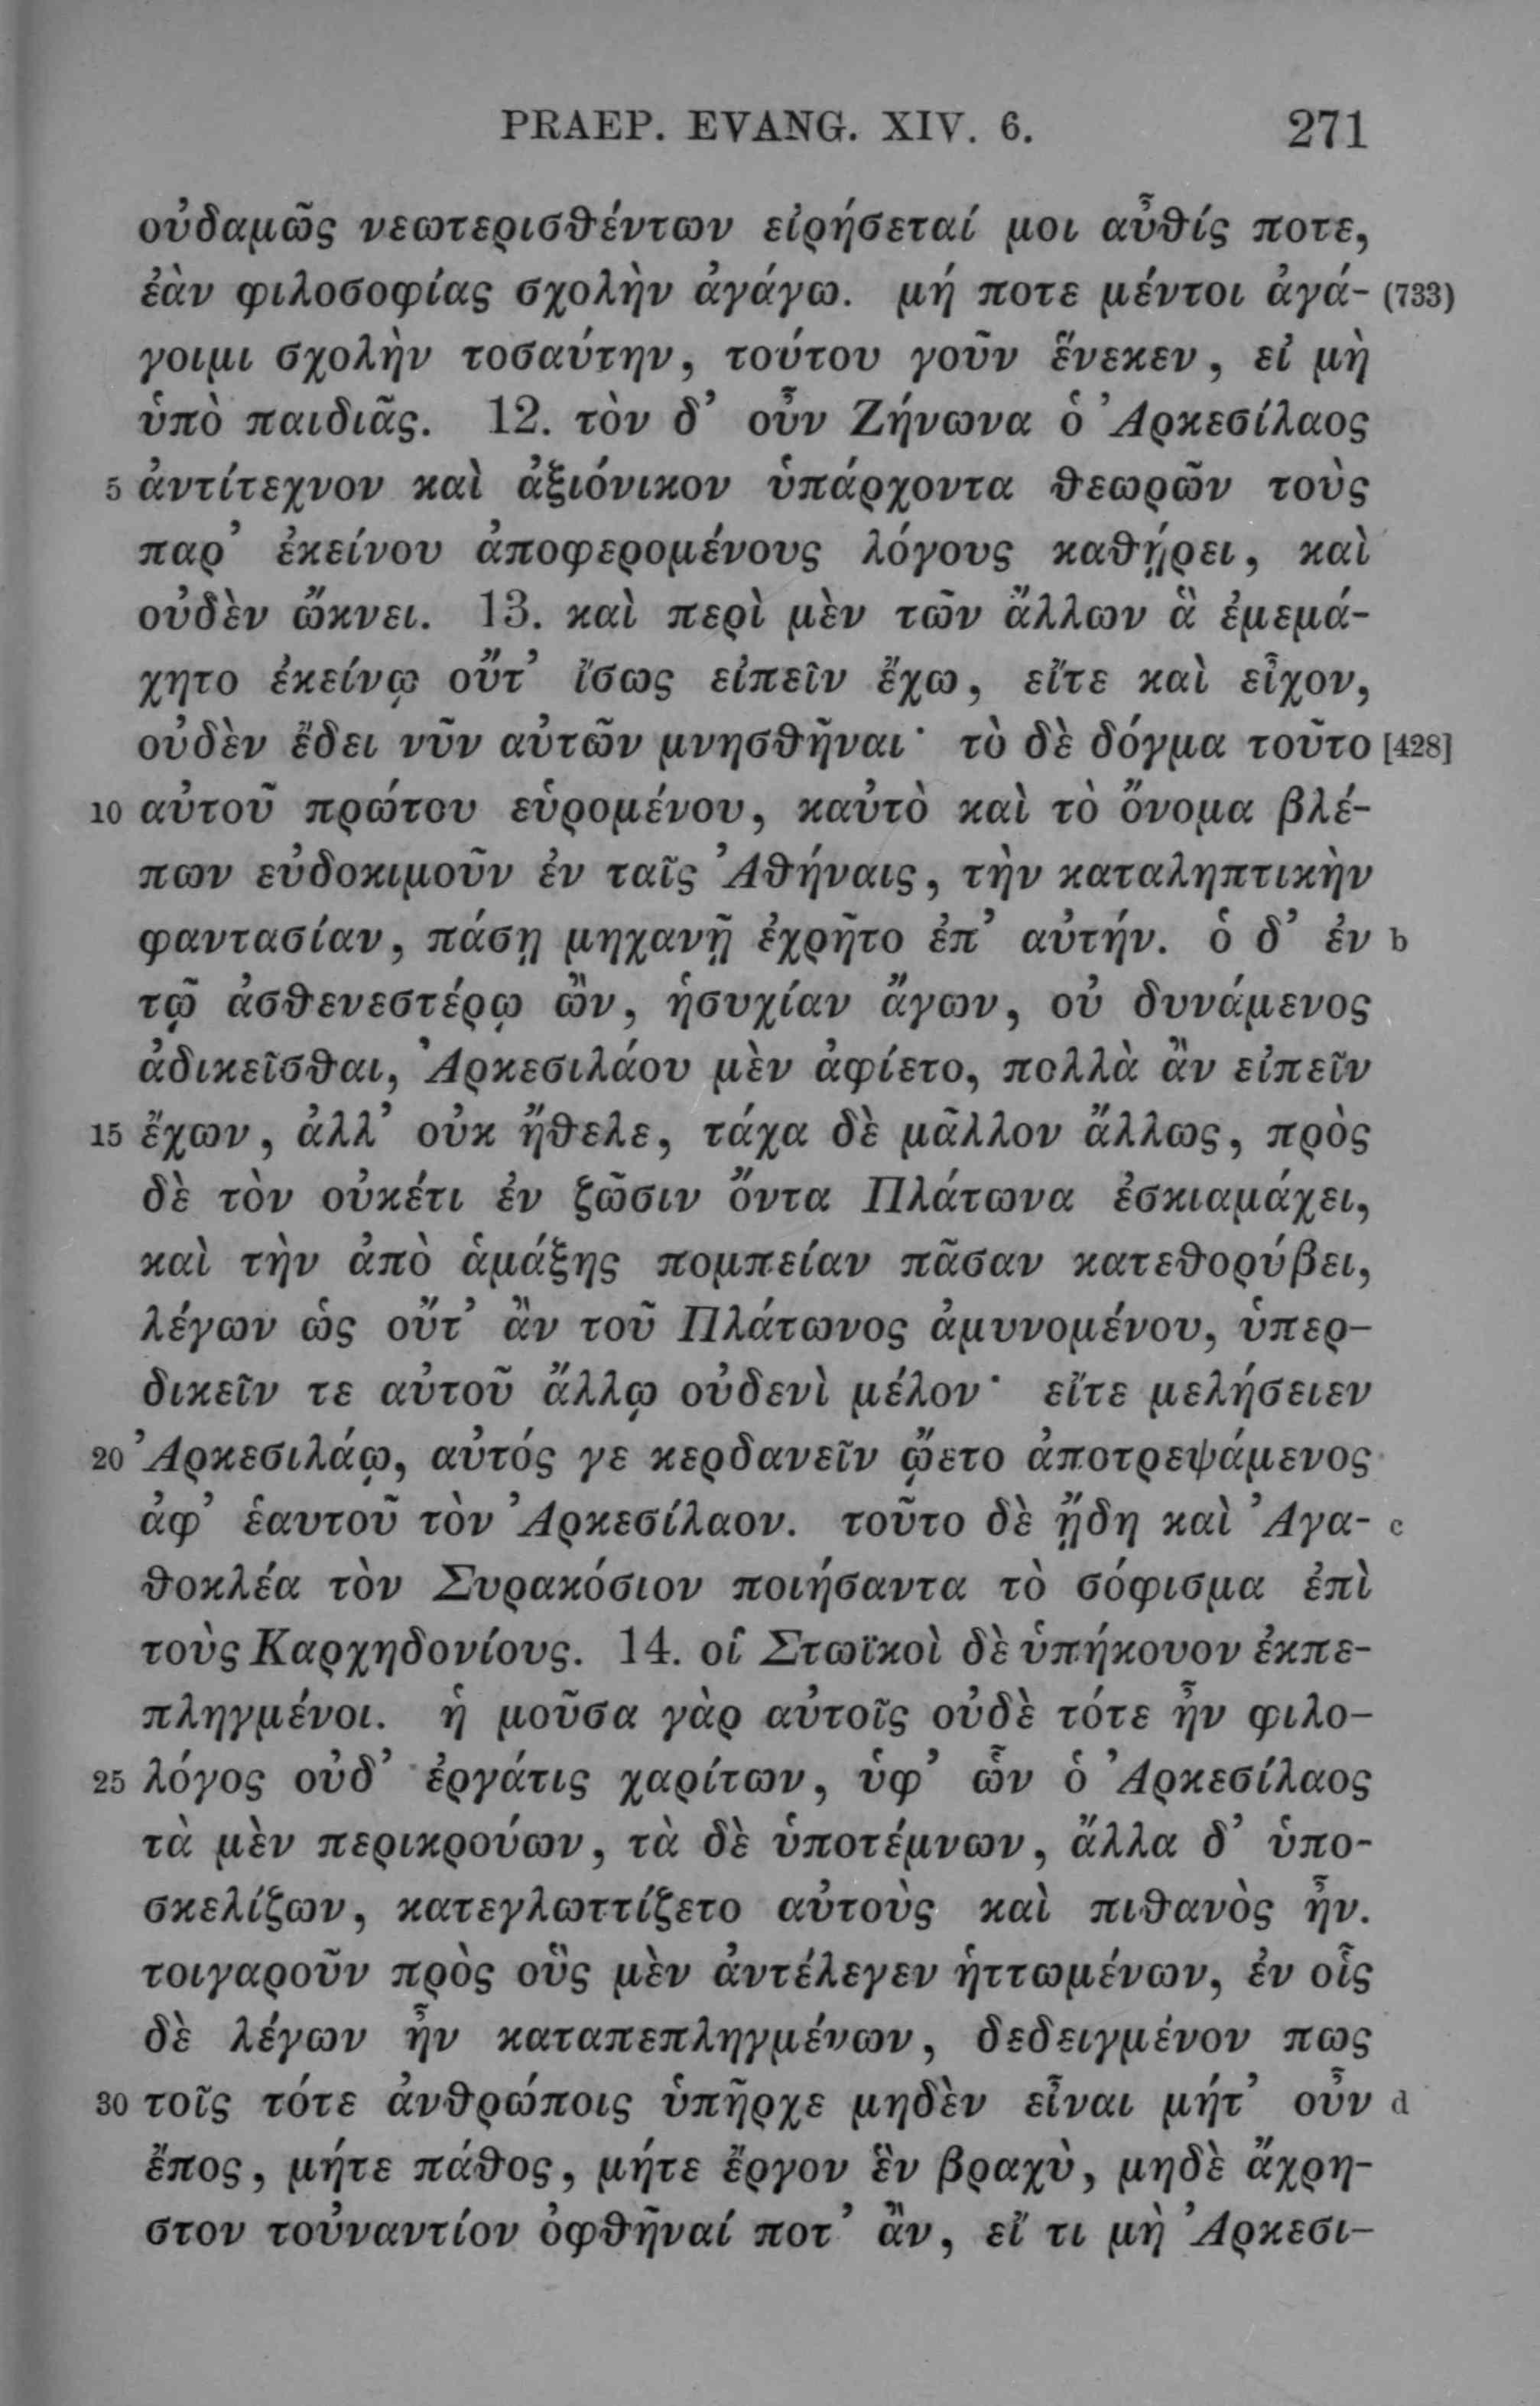 PRAEP. EVANG. XIV. 6. 271
οὐδαμῶς νεωτερισθέντων εἰρήσεταί μοι αὖθίς ποτε,
ἐὰν φιλοσοφίας σχολὴν ἀγάγω. μή ποτε μέντοι ἀγά- (733)
γοιμι σχολὴν τοσαύτην, τούτου γοῦν ἕνεκεν, εἰ μὴ
ὑπὸ παιδιᾶς. 12. τὸν δ’ οὖν Ζήνωνα ὁ Ἀρκεσίλαος
5 ἀντίτεχνον καὶ ἀξιόνικον ὑπάρχοντα θεωρῶν τοὺς
παρ’ ἐκείνου ἀποφερομένους λόγους καθῄρει, καὶ
οὐδὲν ὤκνει. 13. καὶ περὶ μὲν τῶν ἄλλων ἃ ἐμεμά-
χητο ἐκείνῳ οὔτ’ ἴσως εἰπεῖν ἔχω, εἴτε καὶ εἶχον,
οὐδὲν ἔδει νῦν αὐτῶν μνησθῆναι· τὸ δὲ δόγμα τοῦτο [428]
10 αὐτοῦ πρώτου εὑρομένου, καὐτὸ καὶ τὸ ὄνομα βλέ-
πων εὐδοκιμοῦν ἐν ταῖς Ἀθήναις, τὴν καταληπτικὴν
φαντασίαν, πάσῃ μηχανῇ ἐχρῆτο ἐπ’ αὐτήν. ὁ δ’ ἐν b
τῷ ἀσθενεστέρῳ ὢν, ἡσυχίαν ἄγων, οὐ δυνάμενος
ἀδικεῖσθαι, Ἀρκεσιλάου μὲν ἀφίετο, πολλὰ ἂν εἰπεῖν
15 ἔχων, ἀλλ’ οὐκ ἤθελε, τάχα δὲ μᾶλλον ἄλλως, πρὸς
δὲ τὸν οὐκέτι ἐν ζῶσιν ὄντα Πλάτωνα ἐσκιαμάχει,
καὶ τὴν ἀπὸ ἁμάξης πομπείαν πᾶσαν κατεθορύβει,
λέγων ὡς οὔτ’ ἂν τοῦ Πλάτωνος ἀμυνομένου, ὑπερ-
δικεῖν τε αὐτοῦ ἄλλῳ οὐδενὶ μέλον· εἴτε μελήσειεν
20 Ἀρκεσιλάῳ, αὐτός γε κερδανεῖν ᾤετο ἀποτρεψάμενος
ἀφ’ ἑαυτοῦ τὸν Ἀρκεσίλαον. τοῦτο δὲ ᾔδη καὶ Ἀγα- c
θοκλέα τὸν Συρακόσιον ποιήσαντα τὸ σόφισμα ἐπὶ
τοὺς Καρχηδονίους. 14. οἱ Στωϊκοὶ δὲ ὑπήκουον ἐκπε-
πληγμένοι. ἡ μοῦσα γὰρ αὐτοῖς οὐδὲ τότε ἦν φιλο-
25 λόγος οὐδ’ ἐργάτις χαρίτων, ὑφ’ ὧν ὁ Ἀρκεσίλαος
τὰ μὲν περικρούων, τὰ δὲ ὑποτέμνων, ἄλλα δ’ ὑπο-
σκελίζων, κατεγλωττίζετο αὐτοὺς καὶ πιθανὸς ἦν.
τοιγαροῦν πρὸς οὓς μὲν ἀντέλεγεν ἡττωμένων, ἐν οἷς
δὲ λέγων ἦν καταπεπληγμένων, δεδειγμένον πως
30 τοῖς τότε ἀνθρώποις ὑπῆρχε μηδὲν εἶναι μήτ’ οὖν d
ἔπος, μήτε πάθος, μήτε ἔργον ἓν βραχὺ, μηδὲ ἄχρη-
στον τοὐναντίον ὀφθῆναί ποτ’ ἂν, εἴ τι μὴ Ἀρκεσι-